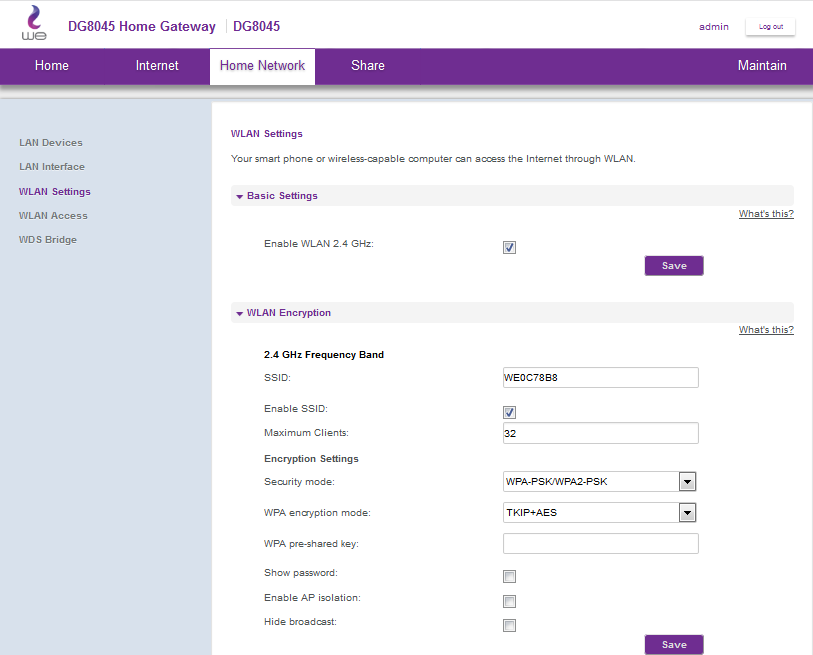 we
DG8045 Home Gateway DG8045
admin
Log out
Home Internet Home Network Share Maintain
LAN Devices
LAN Interface
WLAN Settings
WLAN Access
WDS Bridge
WLAN Settings
Your smart phone or wireless-capable computer can access the Internet through WLAN.
Basic Settings
What's this?
Enable WLAN 2.4 GHz:
Save
WLAN Encryption
What's this?
2.4 GHz Frequency Band
SSID: WE0C78B8
Enable SSID:
Maximum Clients: 32
Encryption Settings
Security mode: WPA-PSK/WPA2-PSK
WPA encryption mode: TKIP+AES
WPA pre-shared key:
Show password:
Enable AP isolation:
Hide broadcast:
Save